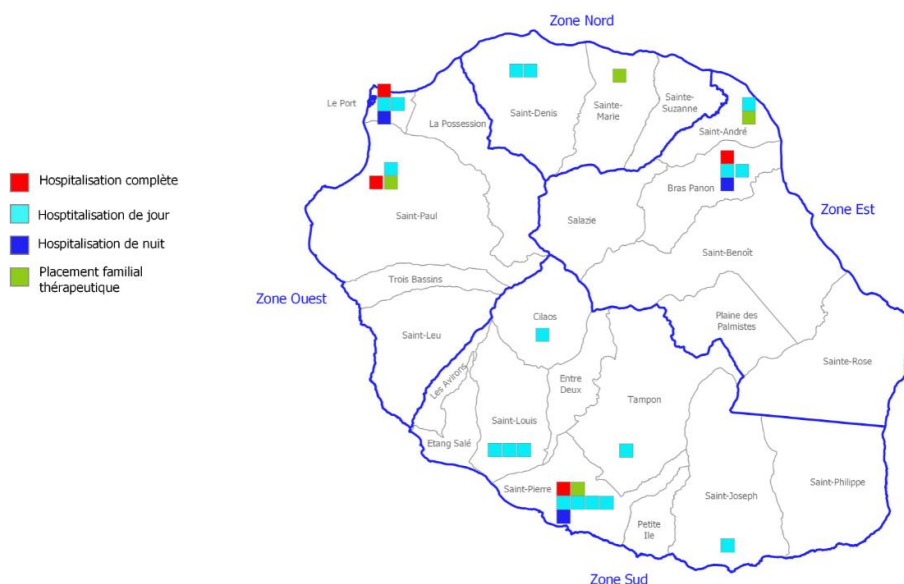 Zone Nord
Le Port
La Possession
Saint-Denis
Sainte-
Marie
Sainte-
Suzanne
Saint-André
Hospitalisation complète
Hosptitalisation de jour
Hospitalisation de nuit
Placement familial
thérapeutique
Bras Panon
Saint-Paul
Salazie
Zone Est
Saint-Benoît
Trois Bassins
Zone Ouest
Cilaos
Plaine des
Palmistes
Saint-Leu
Sainte-Rose
Les Avirons
Entre
Deux
Tampon
Saint-Louis
Etang Salé
Saint-Pierre
Saint-Joseph
Saint-Philippe
Petite
Ile
Zone Sud